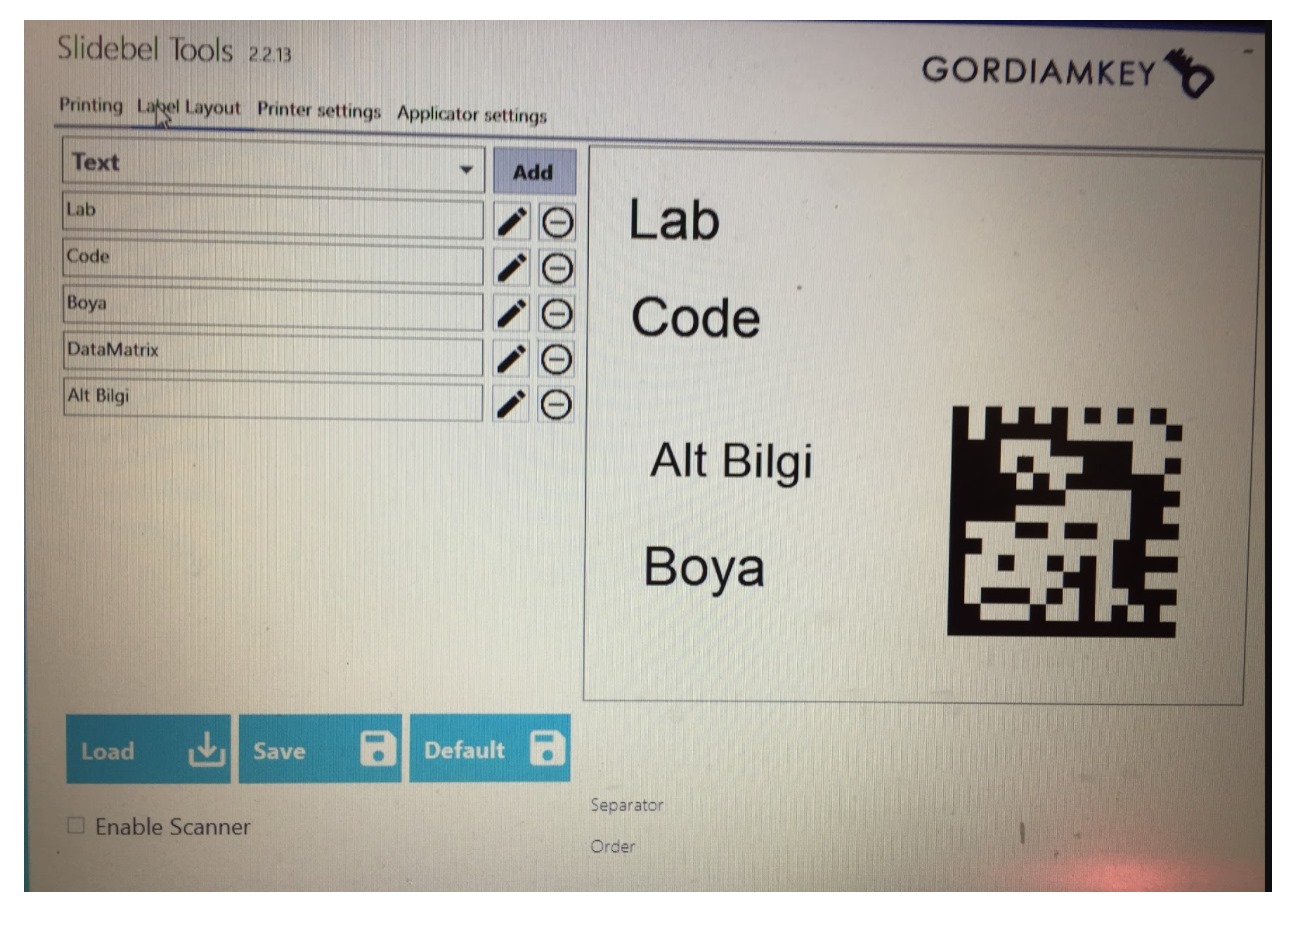 Slidebel Tools 2.2.13
GORDIAMKEY
Printing Label Layout Printer settings Applicator settings
Text
Add
Lab
Code
Boya
DataMatrix
Alt Bilgi
Lab
Code
Alt Bilgi
Boya
Load
Save
Default
Enable Scanner
Separator
Order